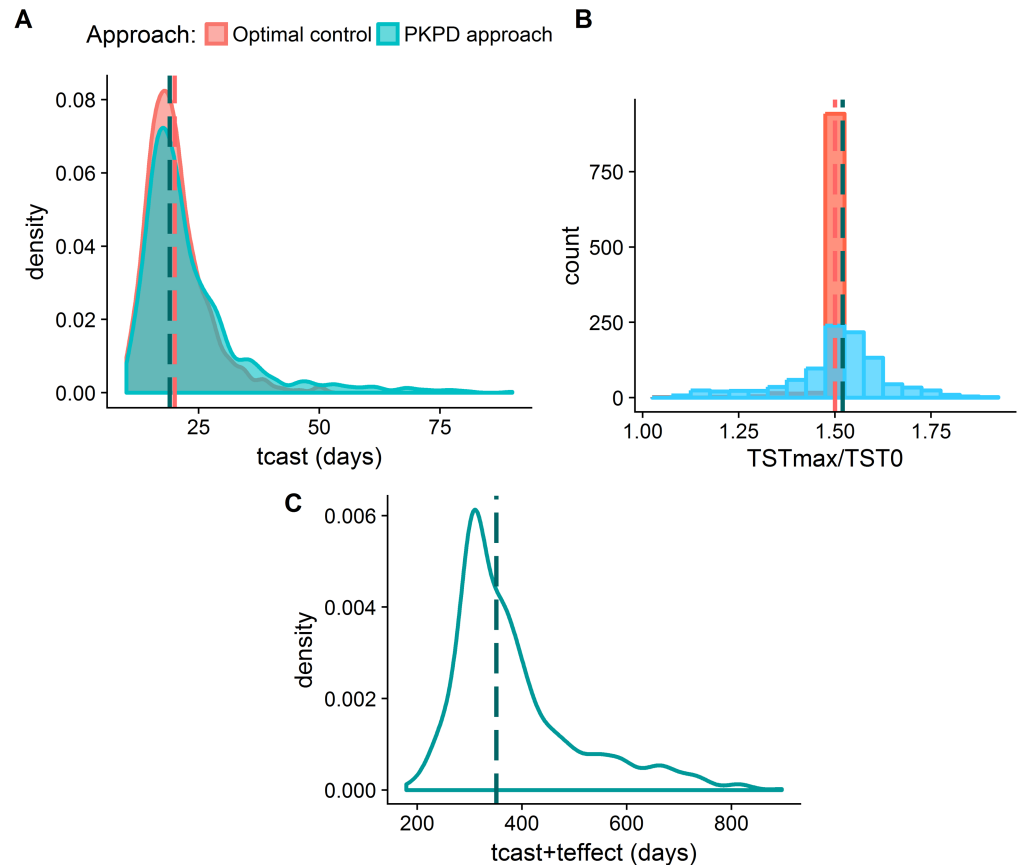 A
Approach: Optimal control PKPD approach
0.08
0.06
0.04
0.02
0.00
density
25 50 75
tcast (days)
B
750
500
250
0
count
1.00 1.25 1.50 1.75
TSTmax/TST0
C
0.006
0.004
0.002
0.000
density
200 400 600 800
tcast+teffect (days)